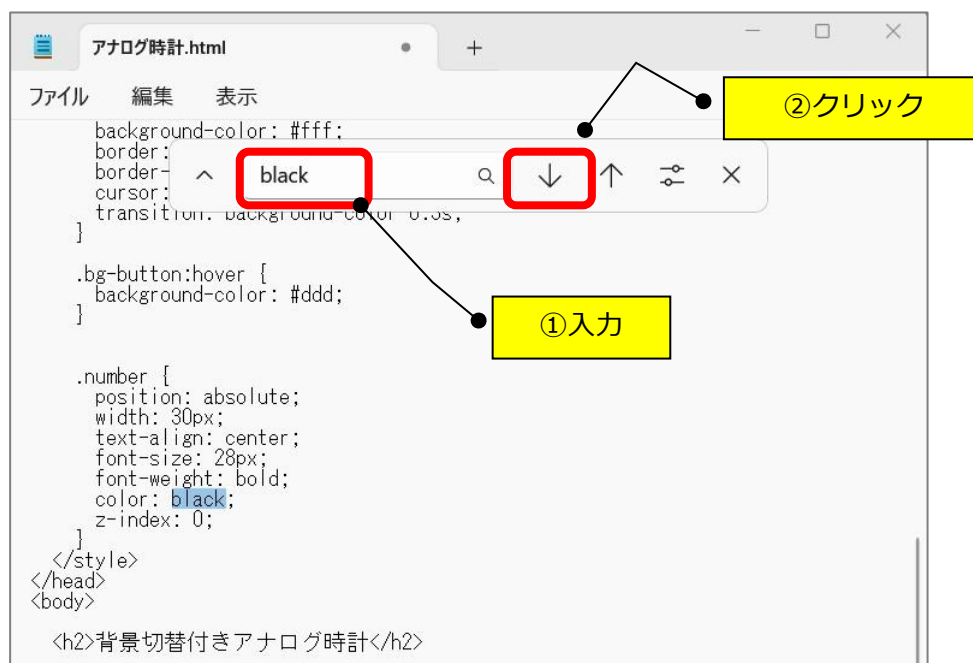 アナログ時計.html
ファイル 編集 表示
②クリック
background-color: #fff;
border:
border-
black
cursor:
transition: background-color 0.3s;
}
.bg-button:hover {
background-color: #ddd;
}
①入力
.number {
position: absolute;
width: 30px;
text-align: center;
font-size: 28px;
font-weight: bold;
color: black;
z-index: 0;
}
</style>
</head>
<body>
<h2>背景切替付きアナログ時計</h2>